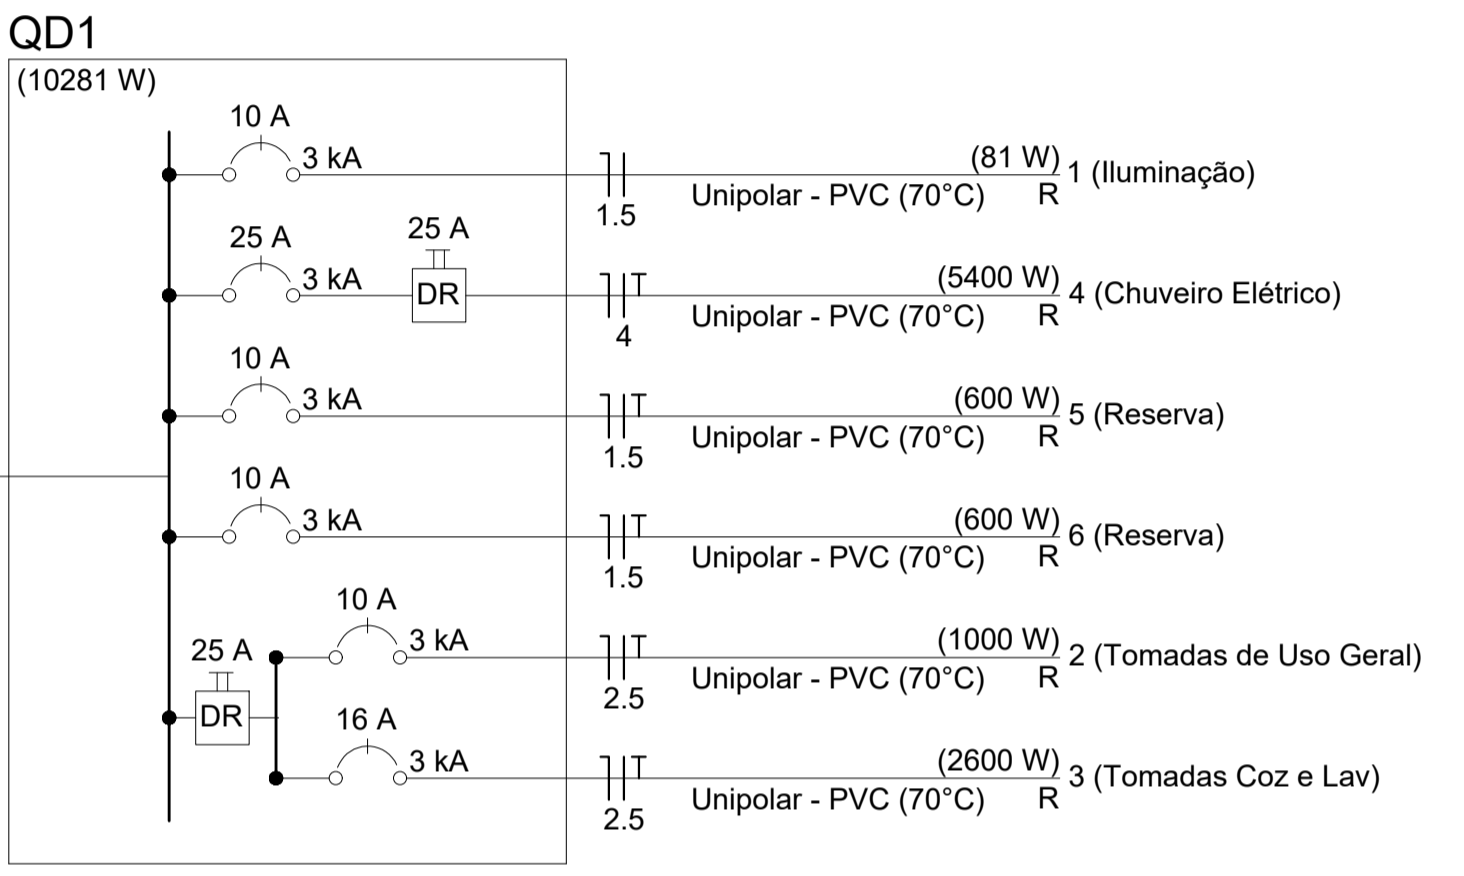 QD1
(10281 W)
10 A
3 kA
1.5
(81 W)
Unipolar - PVC (70°C) R
1 (Iluminação)
25 A
3 kA
25 A
DR
T
4
(5400 W)
Unipolar - PVC (70°C) R
4 (Chuveiro Elétrico)
10 A
3 kA
T
1.5
(600 W)
Unipolar - PVC (70°C) R
5 (Reserva)
10 A
3 kA
T
1.5
(600 W)
Unipolar - PVC (70°C) R
6 (Reserva)
25 A
DR
10 A
3 kA
T
2.5
(1000 W)
Unipolar - PVC (70°C) R
2 (Tomadas de Uso Geral)
16 A
3 kA
T
2.5
(2600 W)
Unipolar - PVC (70°C) R
3 (Tomadas Coz e Lav)